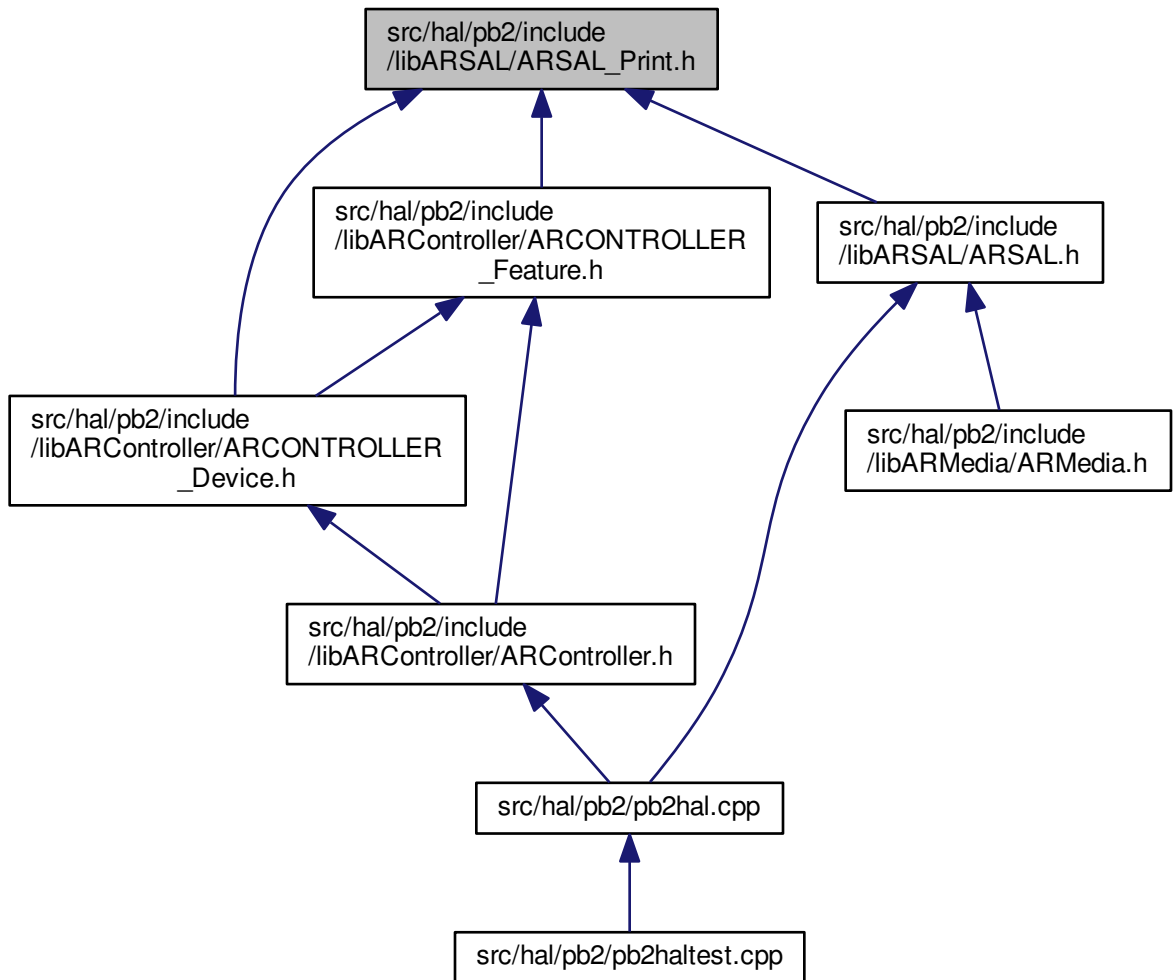 src/hal/pb2/include
/libARSAL/ARSAL_Print.h
src/hal/pb2/include
/libARController/ARCONTROLLER
_Feature.h
src/hal/pb2/include
/libARSAL/ARSAL.h
src/hal/pb2/include
/libARController/ARCONTROLLER
_Device.h
src/hal/pb2/include
/libARMedia/ARMedia.h
src/hal/pb2/include
/libARController/ARController.h
src/hal/pb2/pb2hal.cpp
src/hal/pb2/pb2haltest.cpp